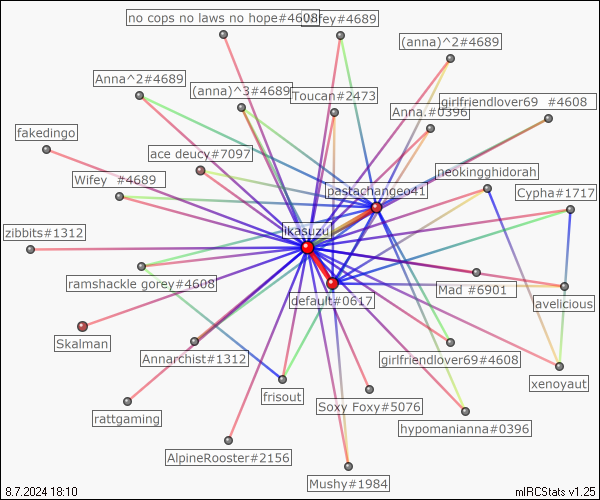 no cops no laws no hope#4608
fey#4689
(anna)^2#4689
Anna^2#4689
(anna)^3#4689
Toucan#2473
girlfriendlover69 #4608
Anna.#0396
fakedingo
ace deucy#7097
neokingghidorah
Wifey #4689
pastachangeo41
Cypha#1717
zibbits#1312
likasuzu
ramshackle gorey#4608
Mad #6901
default#0617
lavelicious
Skalman
Annarchist#1312
girlfriendlover69#4608
xenoyaut
frisout
Soxy Foxy#5076
rattgaming
hypomanianna#0396
AlpineRooster#2156
Mushy#1984
8.7.2024 18:10
mIRCStats v1.25